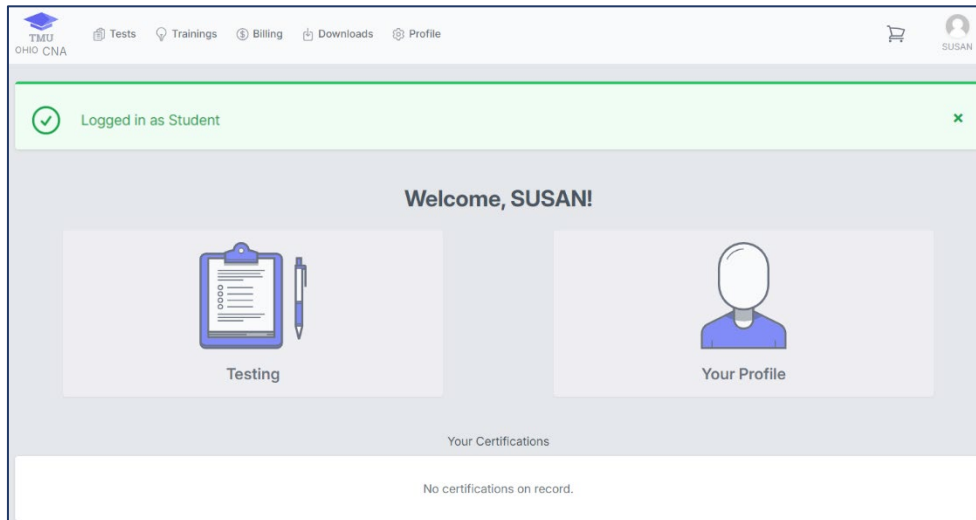 TMU
OHIO CNA
Tests Trainings Billing Downloads Profile
SUSAN
Logged in as Student
Welcome, SUSAN!
Testing
Your Profile
Your Certifications
No certifications on record.